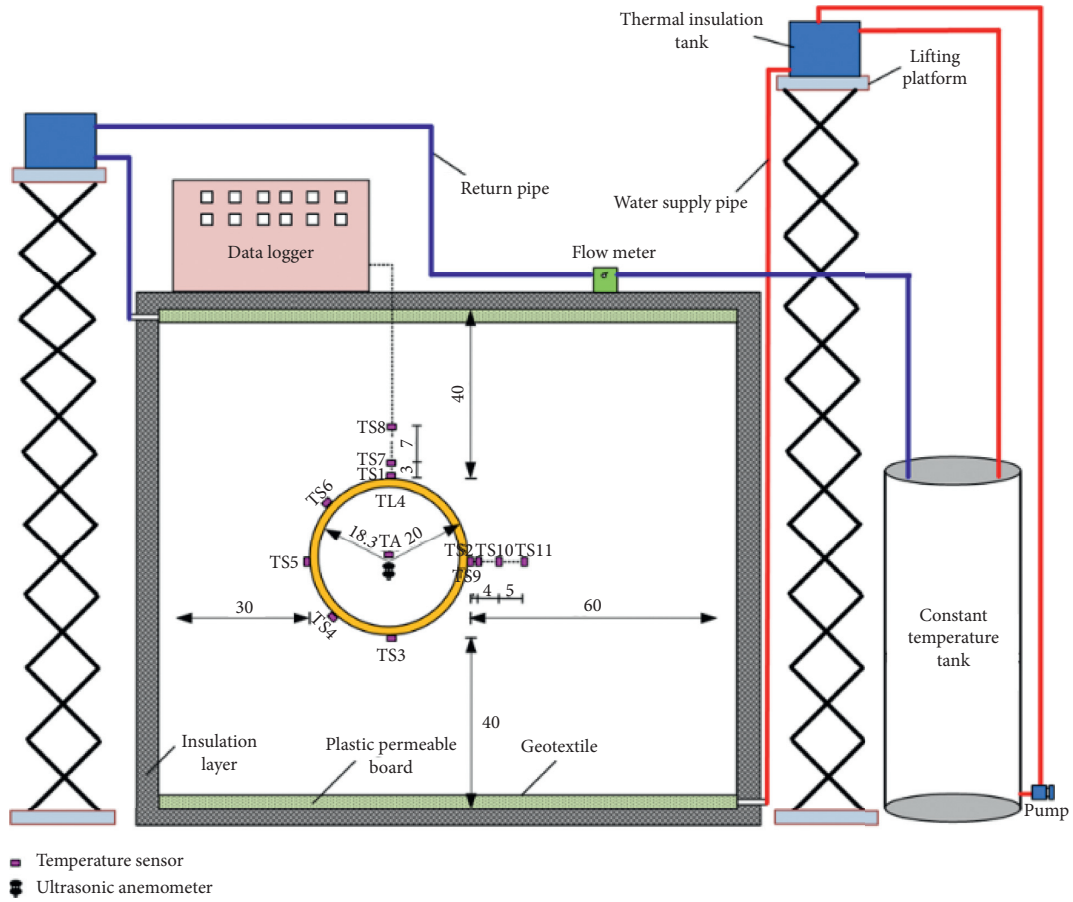 Thermal insulation
tank
Lifting
platform
Return pipe
Water supply pipe
Data logger
Flow meter
40
TS8
7
TS7
3
TS1
TL4
TS6
18.3
TA
20
TS5
TS2
TS10
TS11
TS9
4
5
30
60
TS4
TS3
Constant
temperature
tank
40
Insulation
layer
Plastic permeable
board
Geotextile
Pump
Temperature sensor
Ultrasonic anemometer